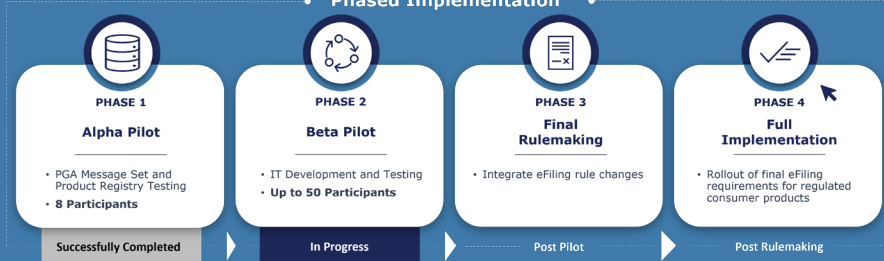 Phased Implementation
PHASE 1
Alpha Pilot
• PGA Message Set and
Product Registry Testing
• 8 Participants
Successfully Completed
PHASE 2
Beta Pilot
• IT Development and Testing
• Up to 50 Participants
In Progress
PHASE 3
Final
Rulemaking
• Integrate eFiling rule changes
Post Pilot
PHASE 4
Full
Implementation
• Rollout of final eFiling
requirements for regulated
consumer products
Post Rulemaking